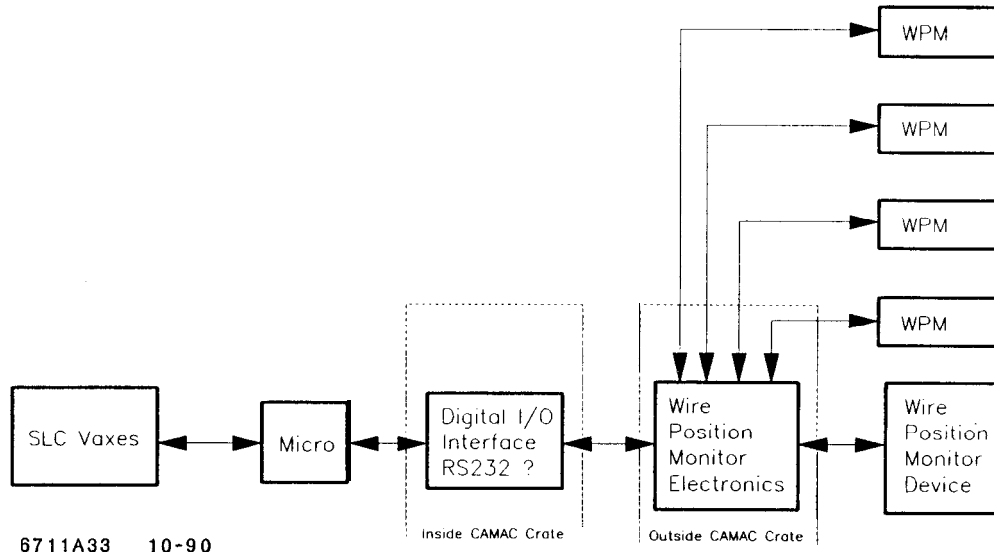 WPM
WPM
WPM
WPM
SLC Vaxes
Micro
Digital I/O
Interface
RS232 ?
Wire
Position
Monitor
Electronics
Wire
Position
Monitor
Device
Inside CAMAC Crate
Outside CAMAC Crate
6711A33 10-90